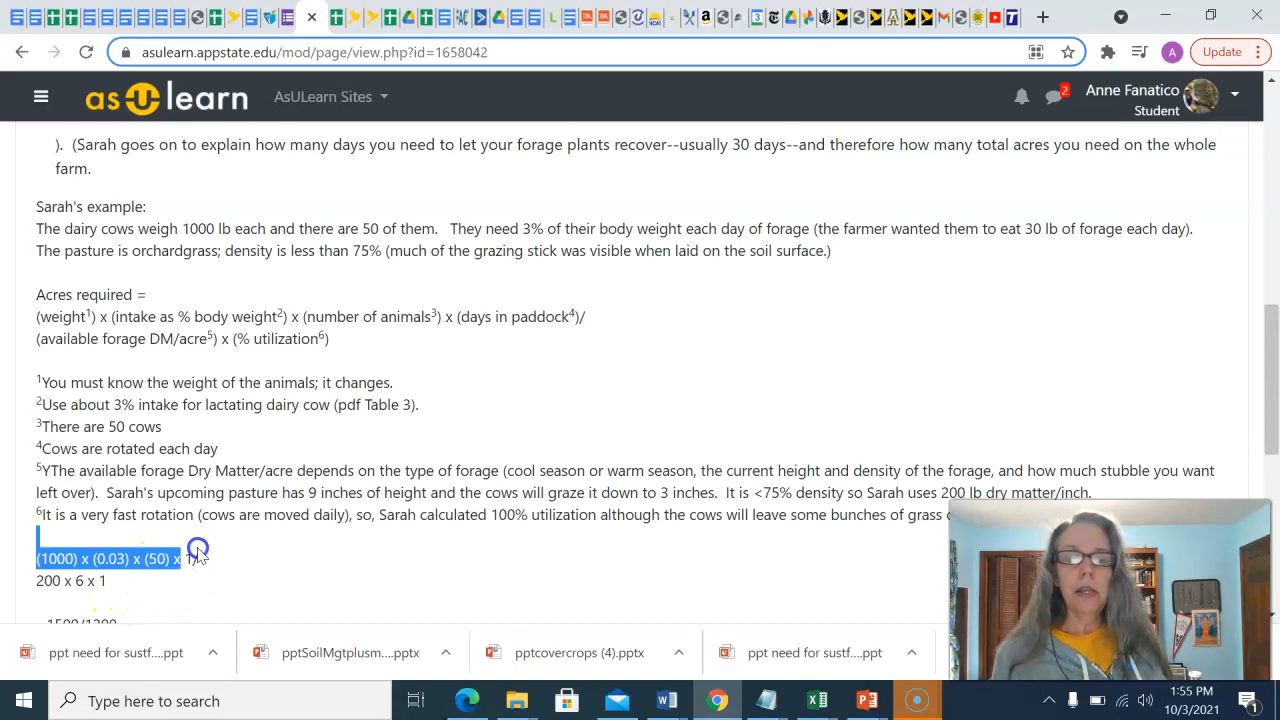 asulearn.appstate.edu/mod/page/view.php?id=1658042
A
Update
as U learn
AsULearn Sites
2
Anne Fanatico
Student
). (Sarah goes on to explain how many days you need to let your forage plants recover--usually 30 days--and therefore how many total acres you need on the whole
farm.
Sarah's example:
The dairy cows weigh 1000 lb each and there are 50 of them. They need 3% of their body weight each day of forage (the farmer wanted them to eat 30 lb of forage each day).
The pasture is orchardgrass; density is less than 75% (much of the grazing stick was visible when laid on the soil surface.)
Acres required =
(weight¹) x (intake as % body weight²) x (number of animals³) x (days in paddock⁴)/
(available forage DM/acre⁵) x (% utilization⁶)
¹You must know the weight of the animals; it changes.
²Use about 3% intake for lactating dairy cow (pdf Table 3).
³There are 50 cows
⁴Cows are rotated each day
⁵YThe available forage Dry Matter/acre depends on the type of forage (cool season or warm season, the current height and density of the forage, and how much stubble you want
left over). Sarah's upcoming pasture has 9 inches of height and the cows will graze it down to 3 inches. It is <75% density so Sarah uses 200 lb dry matter/inch.
⁶It is a very fast rotation (cows are moved daily), so, Sarah calculated 100% utilization although the cows will leave some bunches of grass
(1000) x (0.03) x (50) x 1/
200 x 6 x 1
1500/1200
ppt need for sustf....ppt
pptSoilMgtplusm....pptx
pptcovercrops (4).pptx
ppt need for sustf....ppt
Type here to search
1:55 PM
10/3/2021
1